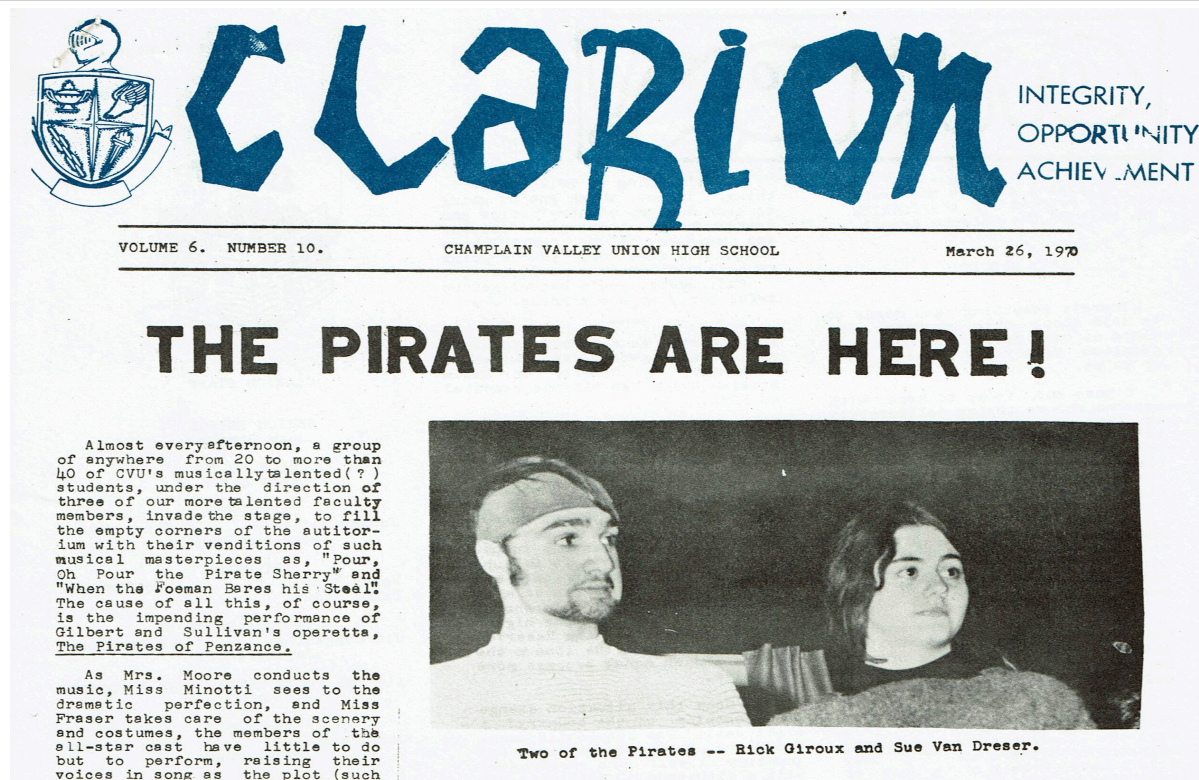 CLARION
INTEGRITY,
OPPORTUNITY
ACHIEVEMENT
VOLUME 6. NUMBER 10.
CHAMPLAIN VALLEY UNION HIGH SCHOOL
March 26, 1970
THE PIRATES ARE HERE!
Almost every afternoon, a group
of anywhere from 20 to more than
40 of CVU's musically talented(?)
students, under the direction of
three of our more talented faculty
members, invade the stage, to fill
the empty corners of the autitor-
ium with their venditions of such
musical masterpieces as, "Pour,
Oh Pour the Pirate Sherry" and
"When the Foeman Bares his Steel".
The cause of all this, of course,
is the impending performance of
Gilbert and Sullivan's operetta,
The Pirates of Penzance.
As Mrs. Moore conducts the
music, Miss Minotti sees to the
dramatic perfection, and Miss
Fraser takes care of the scenery
and costumes, the members of the
all-star cast have little to do
but to perform, raising their
voices in song as the plot (such
Two of the Pirates -- Rick Giroux and Sue Van Dreser.